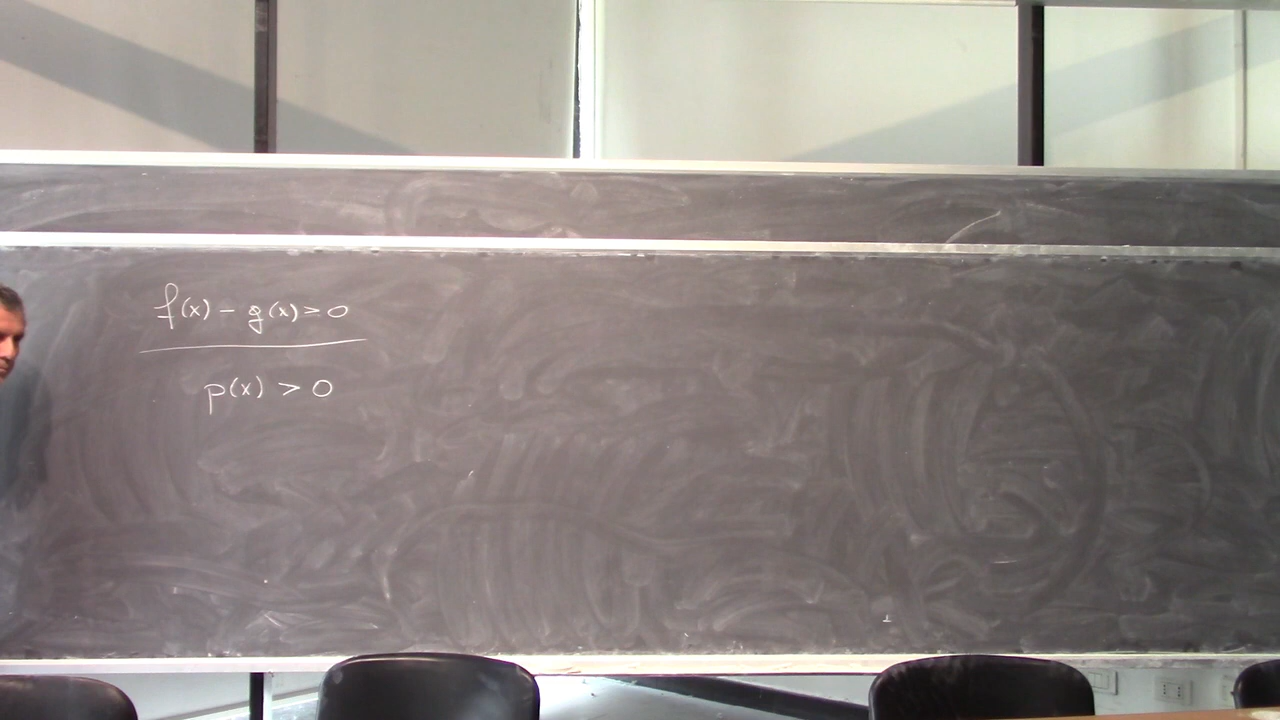 f(x) - g(x) > 0
p(x) > 0